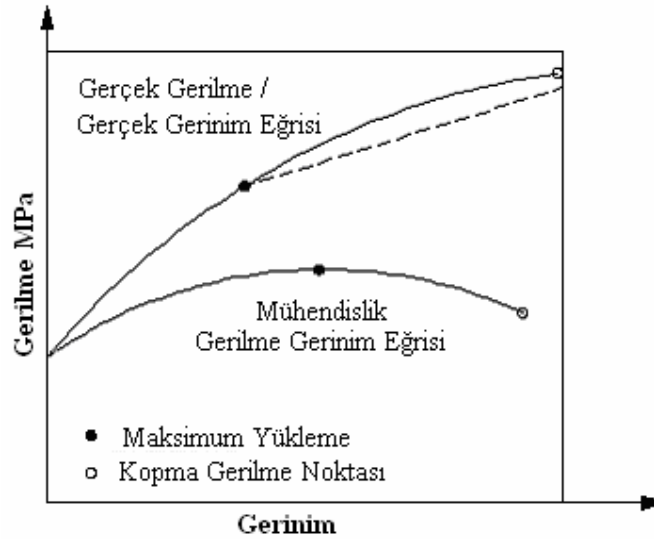 Gerçek Gerilme /
Gerçek Gerinim Eğrisi
Gerilme MPa
Mühendislik
Gerilme Gerinim Eğrisi
Maksimum Yükleme
Kopma Gerilme Noktası
Gerinim